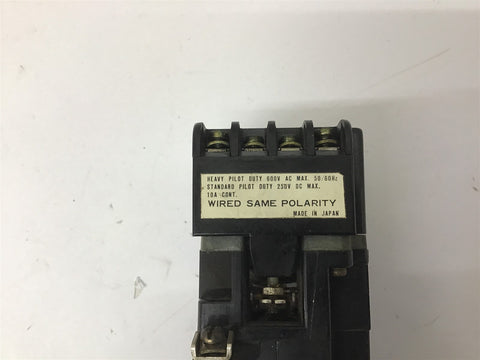 HEAVY PILOT DUTY 600V AC MAX. 50/60Hz
STANDARD PILOT DUTY 250V DC MAX.
10A CONT.
WIRED SAME POLARITY
MADE IN JAPAN